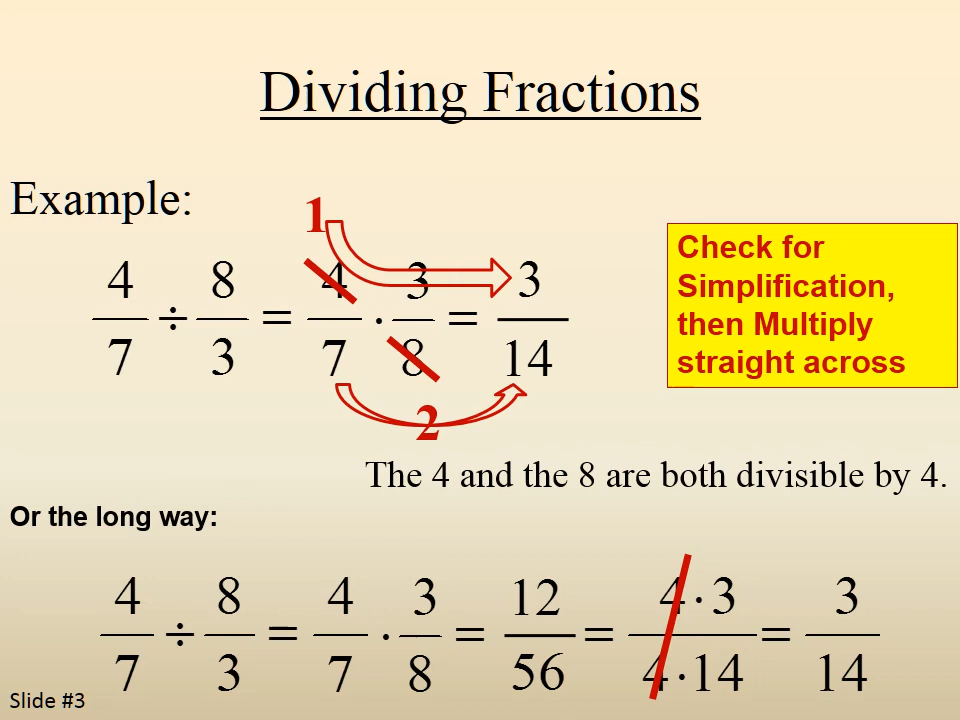 Dividing Fractions
Example:
1
4/7 ÷ 8/3 = 4/7 · 3/8 = 3/14
2
Check for
Simplification,
then Multiply
straight across
The 4 and the 8 are both divisible by 4.
Or the long way:
4/7 ÷ 8/3 = 4/7 · 3/8 = 12/56 = 4·3/4·14 = 3/14
Slide #3